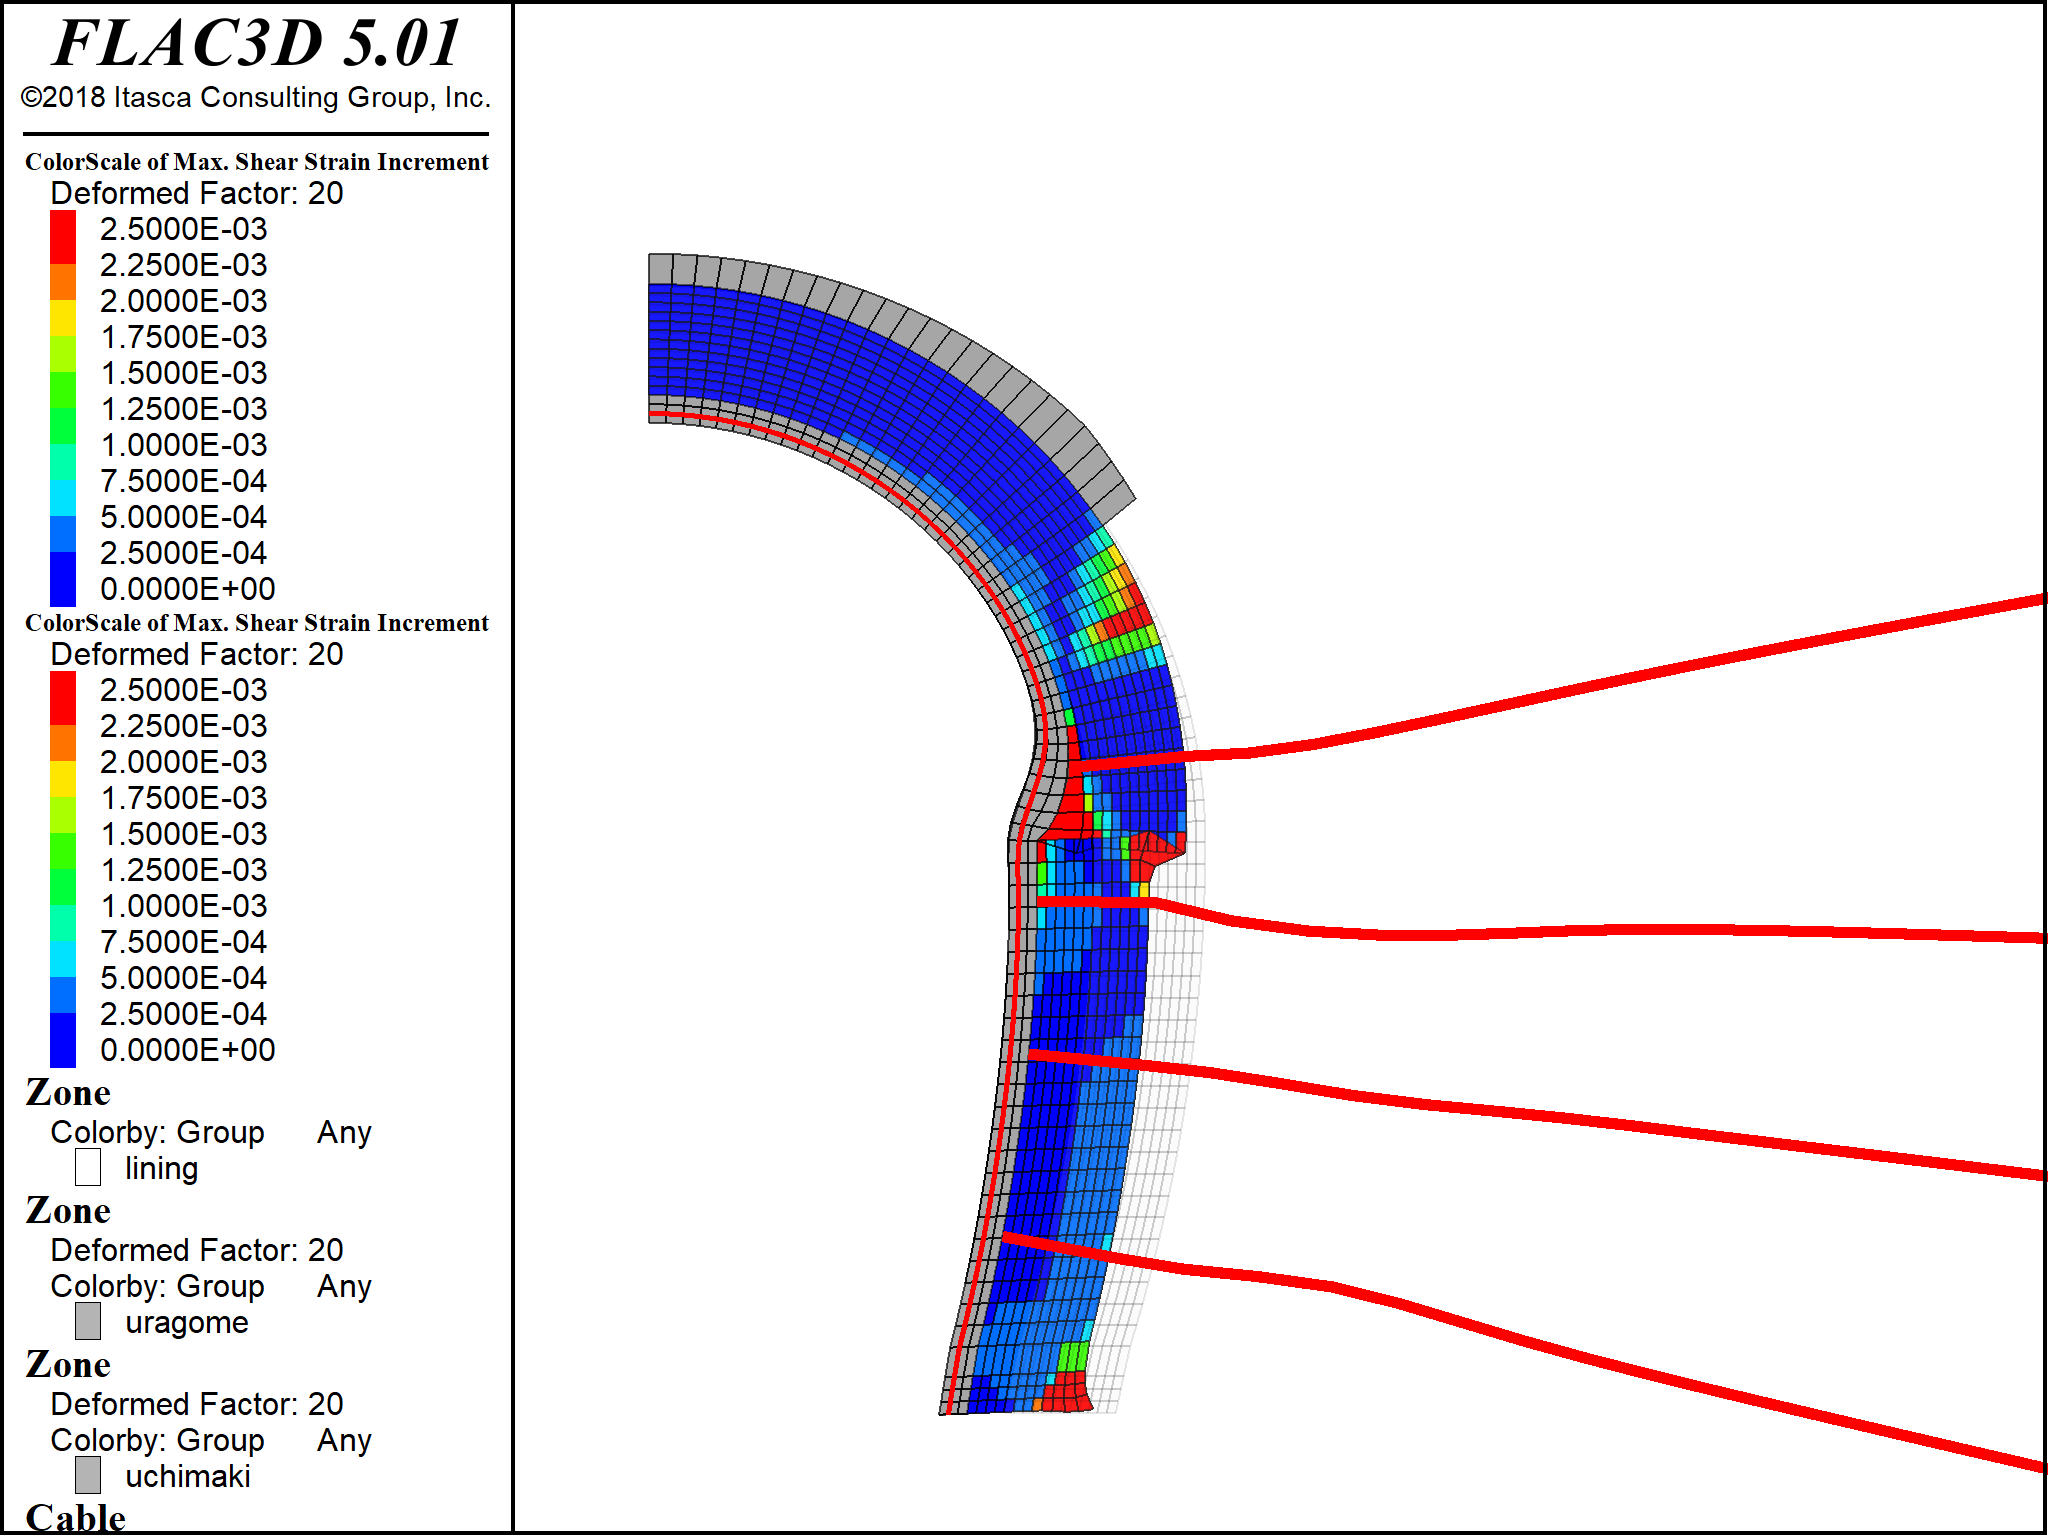 FLAC3D 5.01
©2018 Itasca Consulting Group, Inc.
ColorScale of Max. Shear Strain Increment
Deformed Factor: 20
2.5000E-03
2.2500E-03
2.0000E-03
1.7500E-03
1.5000E-03
1.2500E-03
1.0000E-03
7.5000E-04
5.0000E-04
2.5000E-04
0.0000E+00
ColorScale of Max. Shear Strain Increment
Deformed Factor: 20
2.5000E-03
2.2500E-03
2.0000E-03
1.7500E-03
1.5000E-03
1.2500E-03
1.0000E-03
7.5000E-04
5.0000E-04
2.5000E-04
0.0000E+00
Zone
Colorby: Group Any
lining
Zone
Deformed Factor: 20
Colorby: Group Any
uragome
Zone
Deformed Factor: 20
Colorby: Group Any
uchimaki
Cable